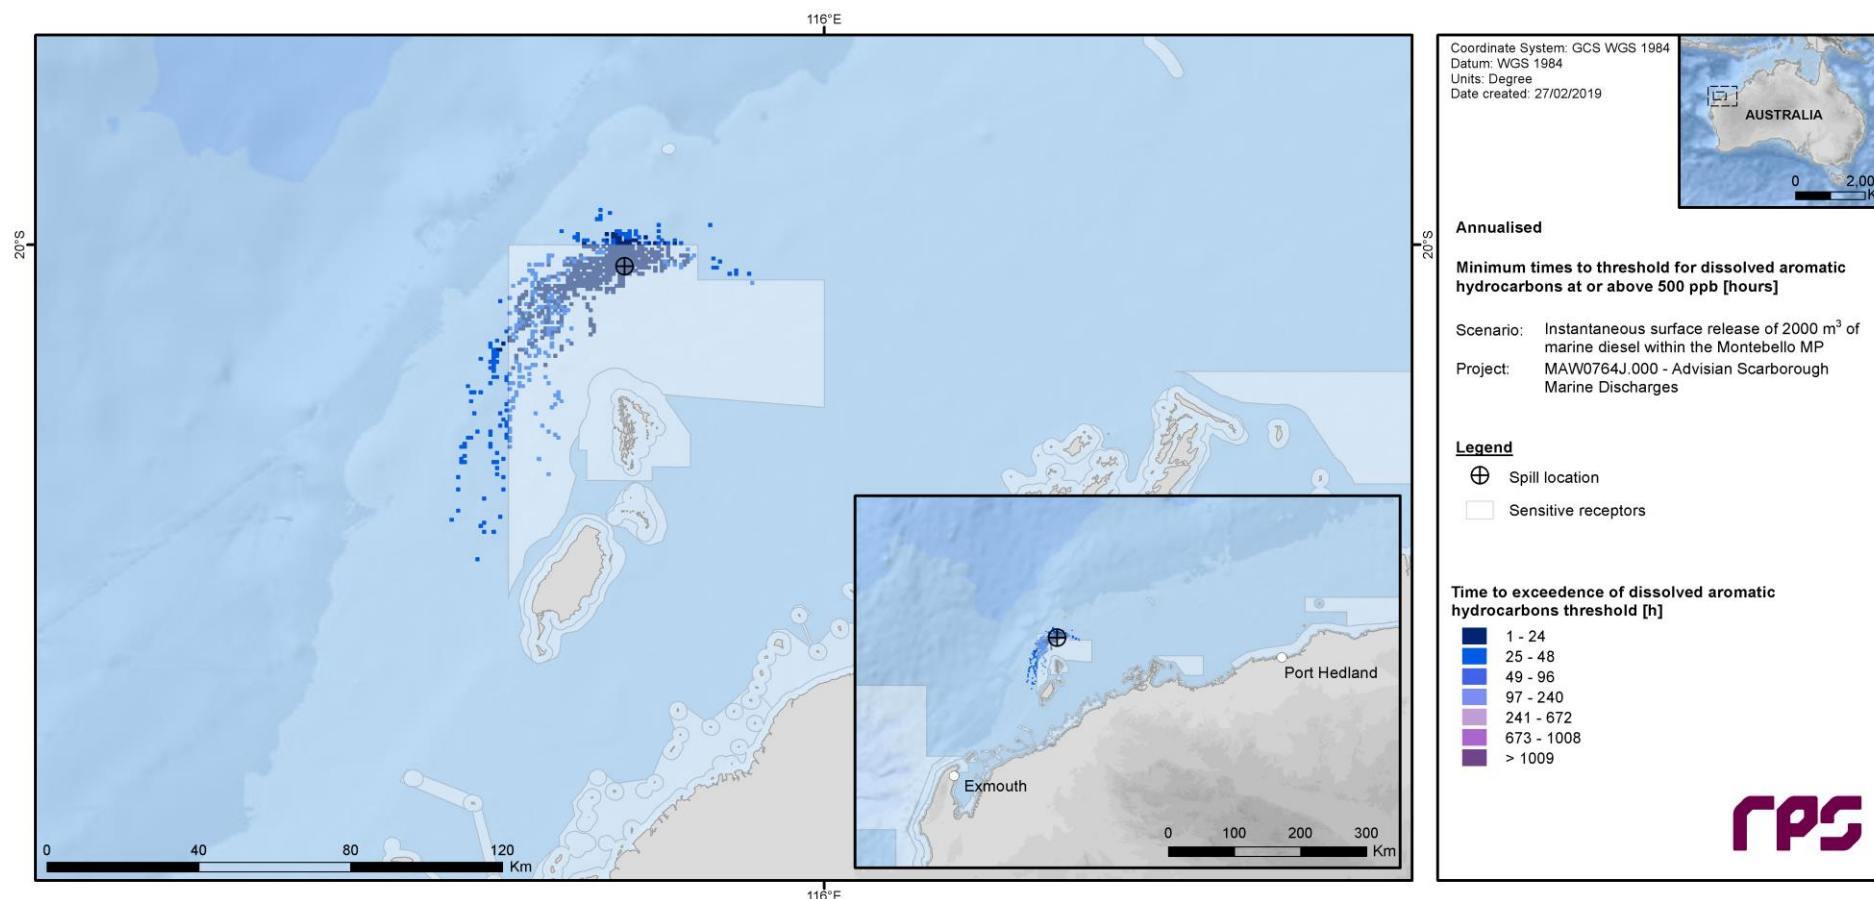 116°E
20°S
20°S
0 40 80 120 Km
116°E
Exmouth
Port Hedland
0 100 200 300 Km
Coordinate System: GCS WGS 1984
Datum: WGS 1984
Units: Degree
Date created: 27/02/2019
AUSTRALIA
0 2,00
K
Annualised
Minimum times to threshold for dissolved aromatic
hydrocarbons at or above 500 ppb [hours]
Scenario: Instantaneous surface release of 2000 m³ of
marine diesel within the Montebello MP
Project: MAW0764J.000 - Advisian Scarborough
Marine Discharges
Legend
Spill location
Sensitive receptors
Time to exceedence of dissolved aromatic
hydrocarbons threshold [h]
1 - 24
25 - 48
49 - 96
97 - 240
241 - 672
673 - 1008
> 1009
rps